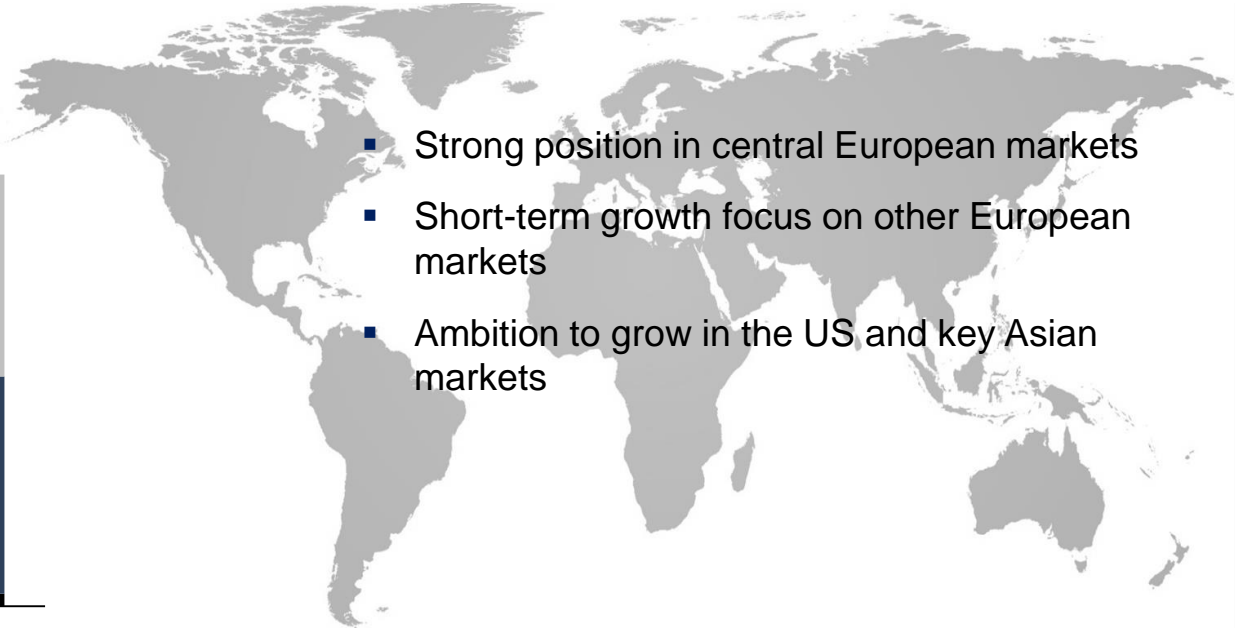 ▪ Strong position in central European markets
▪ Short-term growth focus on other European
markets
▪ Ambition to grow in the US and key Asian
markets